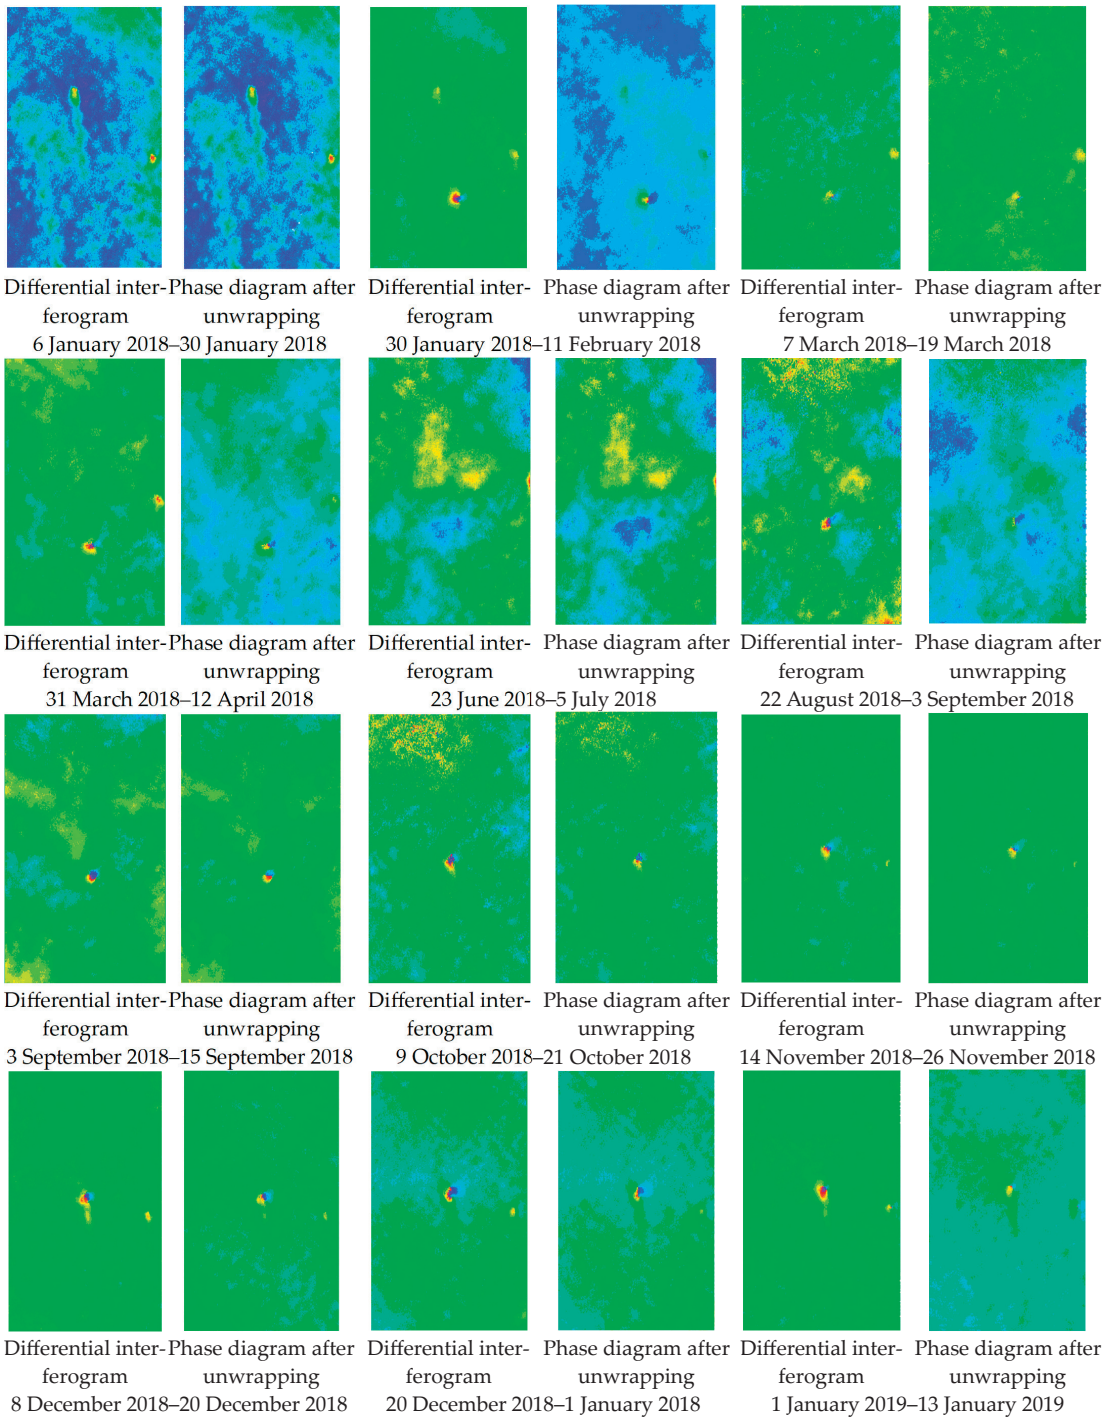 Differential inter-
ferogram
Phase diagram after
unwrapping
6 January 2018–30 January 2018
Differential inter-
ferogram
Phase diagram after
unwrapping
30 January 2018–11 February 2018
Differential inter-
ferogram
Phase diagram after
unwrapping
7 March 2018–19 March 2018
Differential inter-
ferogram
Phase diagram after
unwrapping
31 March 2018–12 April 2018
Differential inter-
ferogram
Phase diagram after
unwrapping
23 June 2018–5 July 2018
Differential inter-
ferogram
Phase diagram after
unwrapping
22 August 2018–3 September 2018
Differential inter-
ferogram
Phase diagram after
unwrapping
3 September 2018–15 September 2018
Differential inter-
ferogram
Phase diagram after
unwrapping
9 October 2018–21 October 2018
Differential inter-
ferogram
Phase diagram after
unwrapping
14 November 2018–26 November 2018
Differential inter-
ferogram
Phase diagram after
unwrapping
8 December 2018–20 December 2018
Differential inter-
ferogram
Phase diagram after
unwrapping
20 December 2018–1 January 2018
Differential inter-
ferogram
Phase diagram after
unwrapping
1 January 2019–13 January 2019